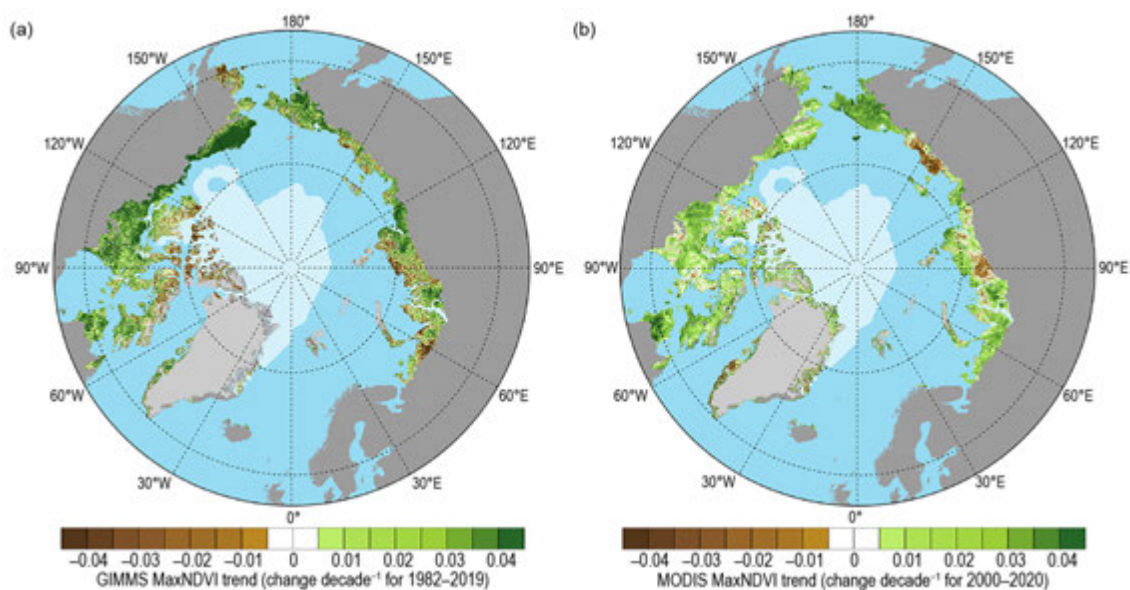 (a)
180°
150°W
150°E
120°W
120°E
90°W
90°E
60°W
60°E
30°W
30°E
0°
−0.04 −0.03 −0.02 −0.01 0 0.01 0.02 0.03 0.04
GIMMS MaxNDVI trend (change decade⁻¹ for 1982–2019)
(b)
180°
150°W
150°E
120°W
120°E
90°W
90°E
60°W
60°E
30°W
30°E
0°
−0.04 −0.03 −0.02 −0.01 0 0.01 0.02 0.03 0.04
MODIS MaxNDVI trend (change decade⁻¹ for 2000–2020)